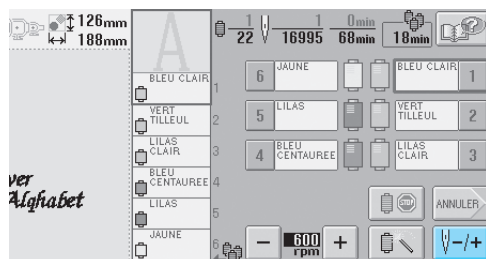 126mm
188mm
1
22
1
16995
0min
68min
18min
A
BLEU CLAIR
1
VERT
TILLEUL
2
LILAS
CLAIR
3
BLEU
CENTAUREE
4
LILAS
5
JAUNE
6
ver
Alphabet
6
JAUNE
BLEU CLAIR
1
5
LILAS
VERT
TILLEUL
2
4
BLEU
CENTAUREE
LILAS
CLAIR
3
STOP
ANNULER
−
600
rpm
+
−/+